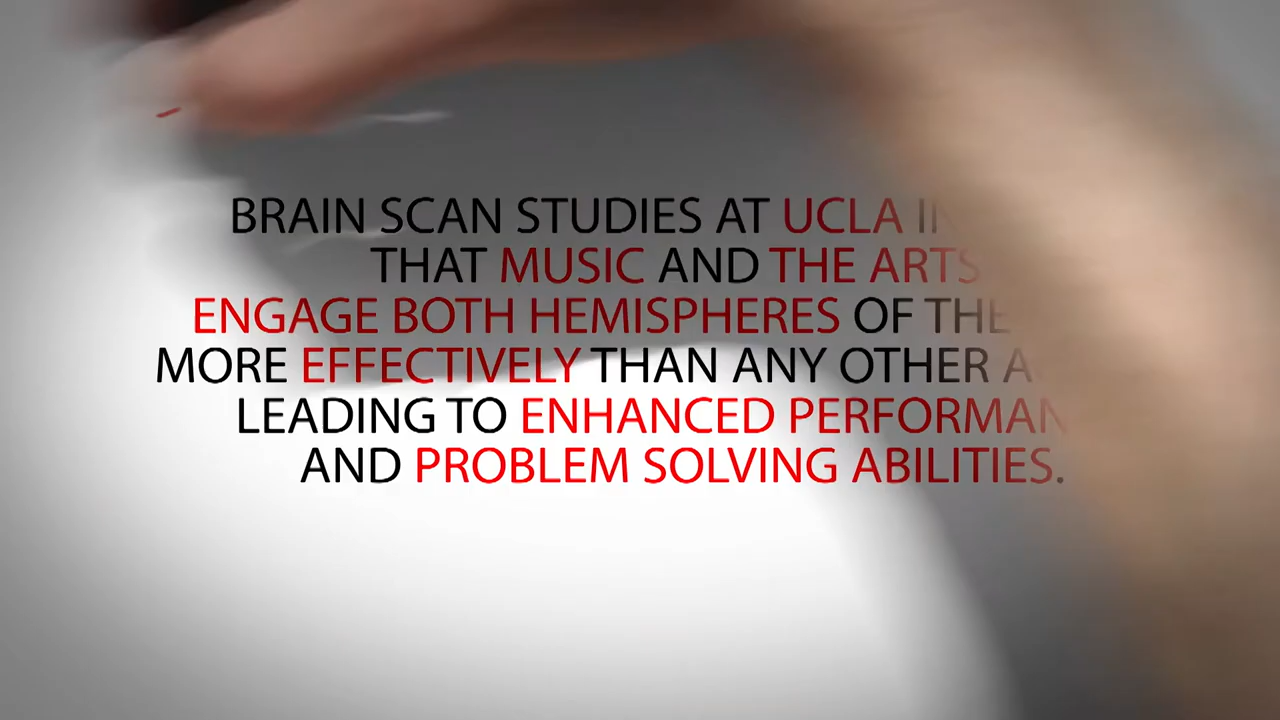 BRAIN SCAN STUDIES AT UCLA
THAT MUSIC AND THE ARTS
ENGAGE BOTH HEMISPHERES OF THE
MORE EFFECTIVELY THAN ANY OTHER
LEADING TO ENHANCED
AND PROBLEM SOLVING ABILITIES.